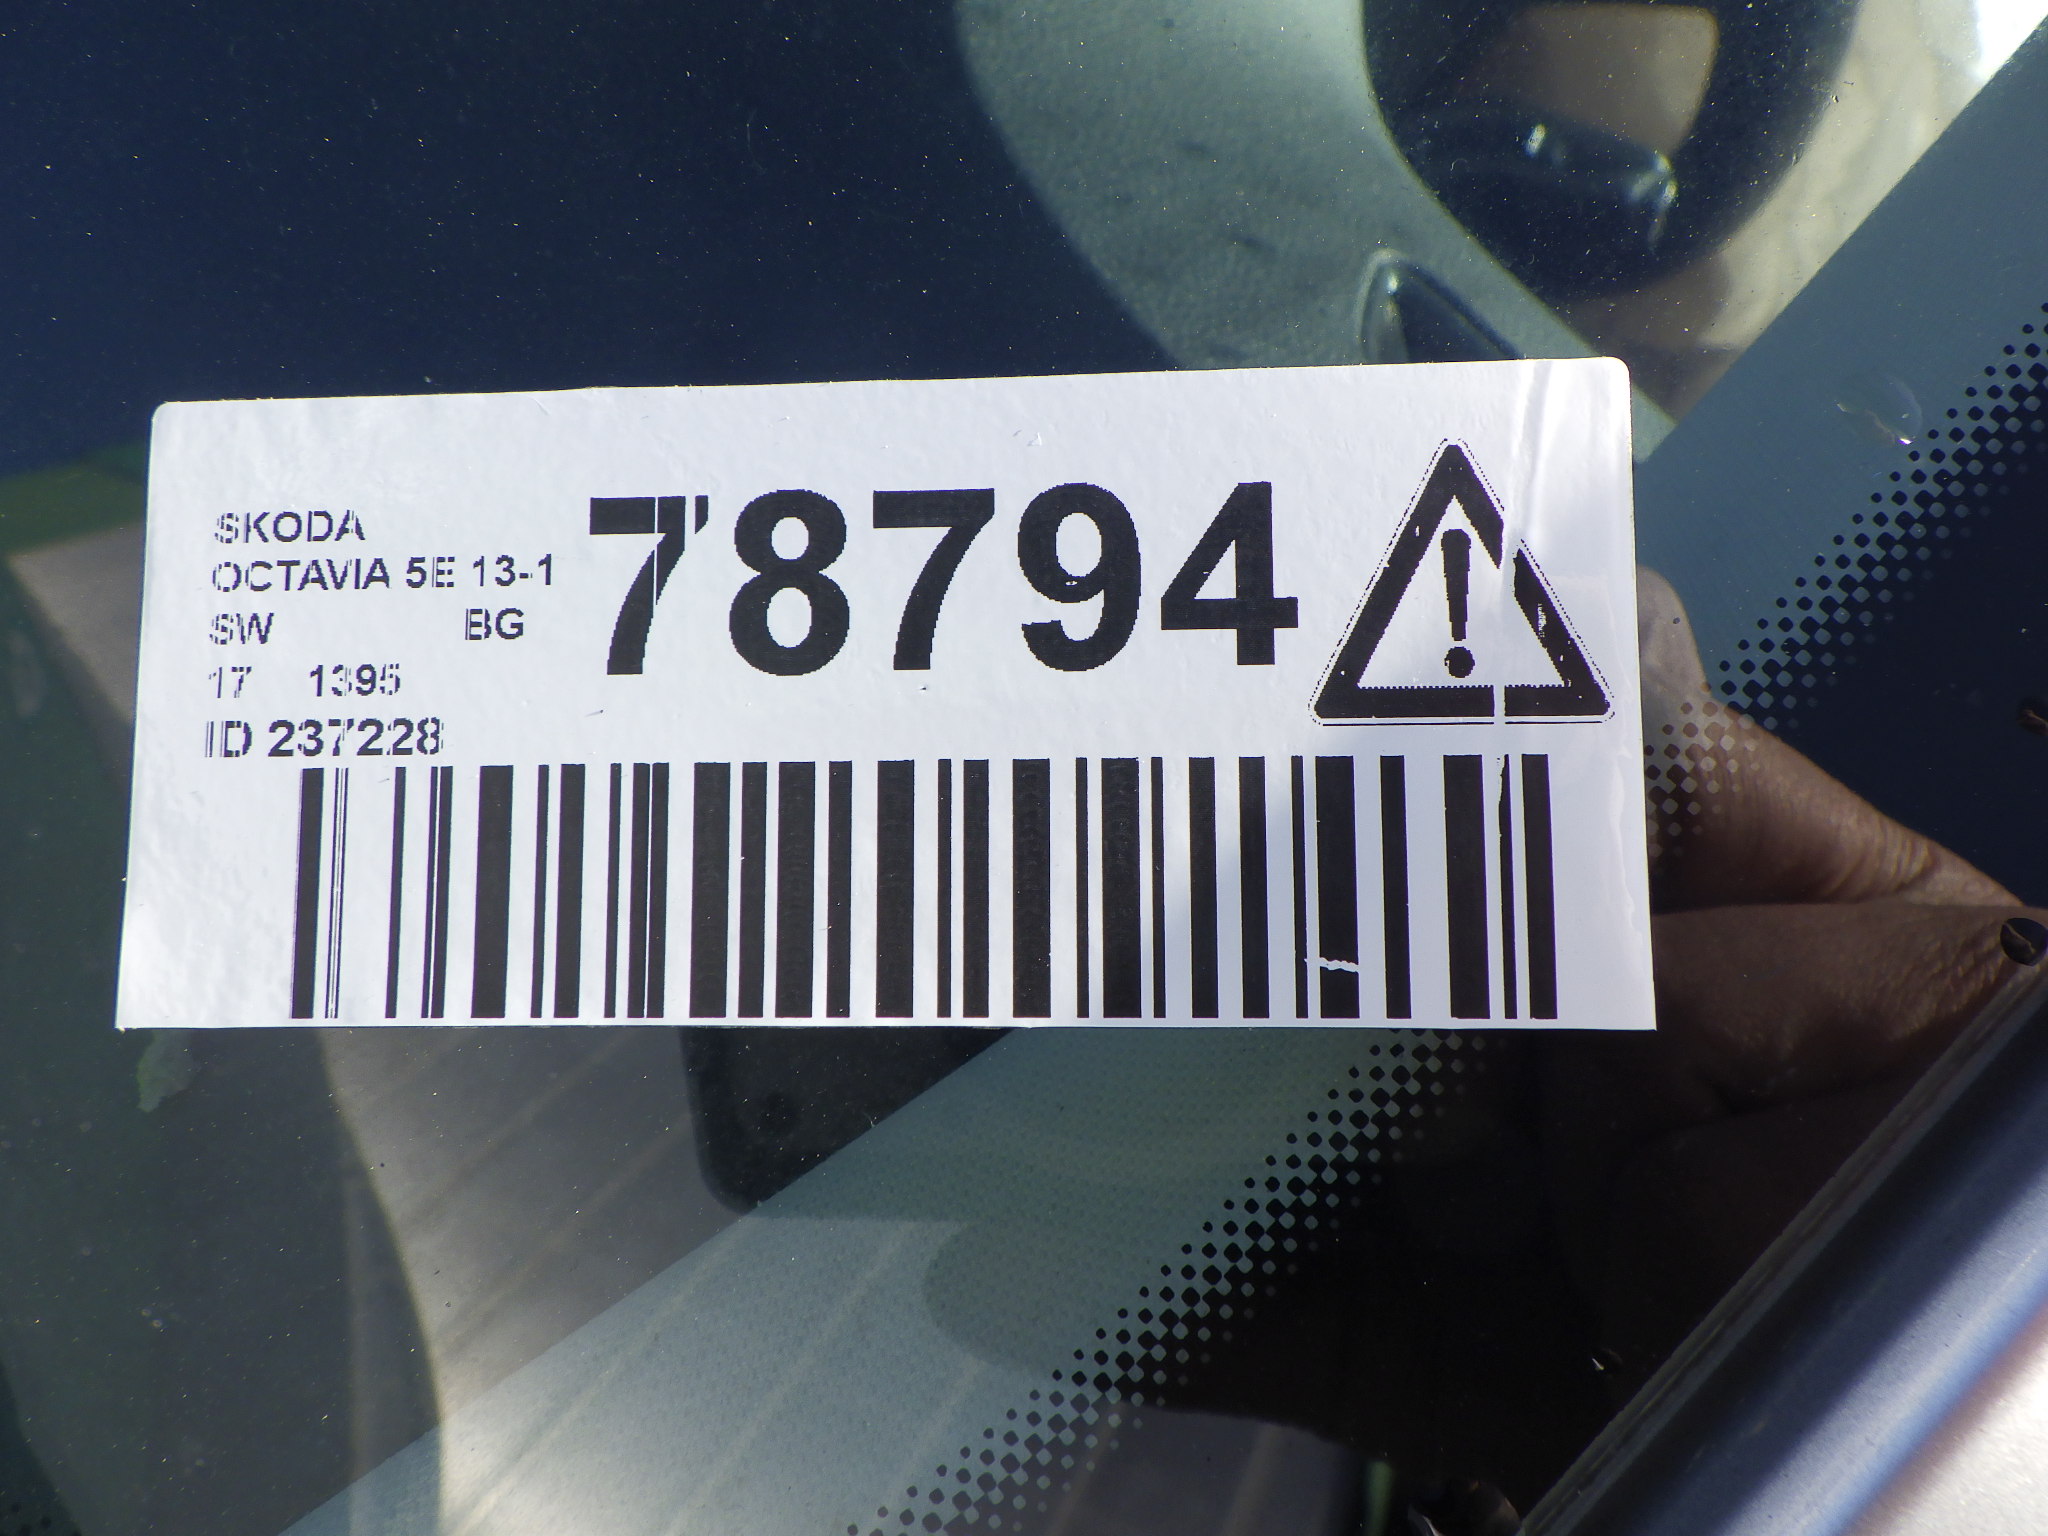 SKODA
OCTAVIA 5E 13-1
SW BG
17 1395
ID 237228
78794